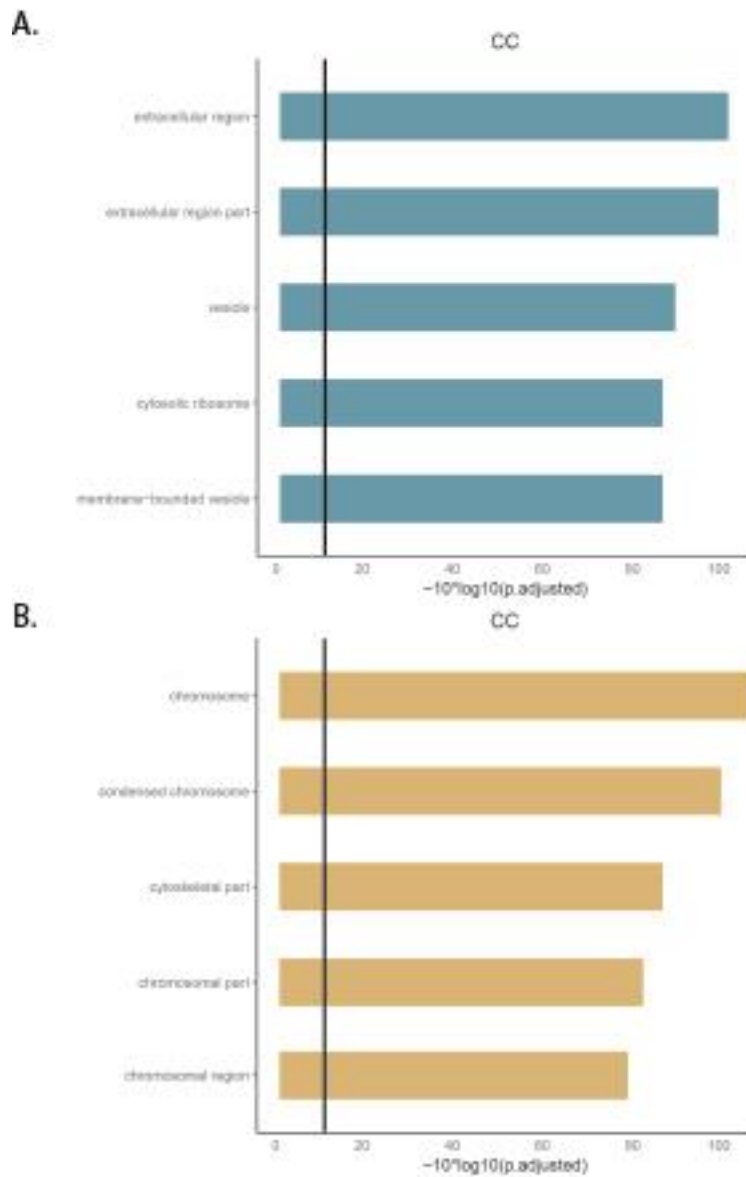 A.
CC
extracellular region
extracellular region part
vesicle
cytosolic ribosome
membrane-bounded vesicle
0 20 40 60 80 100
−10*log10(p.adjusted)
B.
CC
chromosome
condensed chromosome
cytoskeletal part
chromosomal part
chromosomal region
0 20 40 60 80 100
−10*log10(p.adjusted)